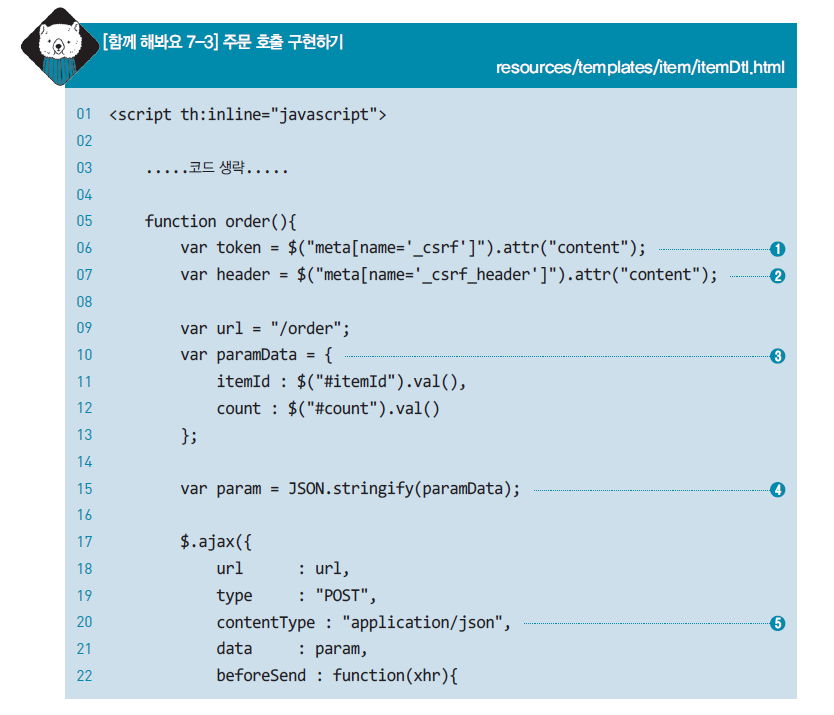 [함께 해봐요 7-3] 주문 호출 구현하기
resources/templates/item/itemDtl.html
01 <script th:inline="javascript">
02
03     .....코드 생략.....
04
05     function order(){
06         var token = $("meta[name='_csrf']").attr("content"); ❶
07         var header = $("meta[name='_csrf_header']").attr("content"); ❷
08
09         var url = "/order";
10         var paramData = { ❸
11             itemId : $("#itemId").val(),
12             count : $("#count").val()
13         };
14
15         var param = JSON.stringify(paramData); ❹
16
17         $.ajax({
18             url      : url,
19             type     : "POST",
20             contentType : "application/json", ❺
21             data     : param,
22             beforeSend : function(xhr){